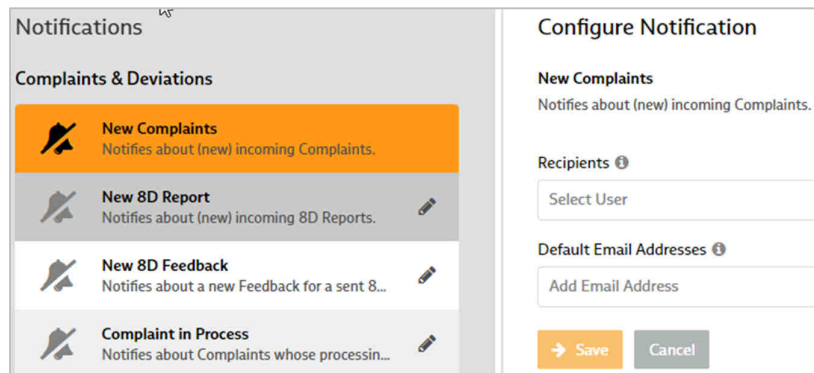 Notifications
Complaints & Deviations
New Complaints
Notifies about (new) incoming Complaints.
New 8D Report
Notifies about (new) incoming 8D Reports.
New 8D Feedback
Notifies about a new Feedback for a sent 8...
Complaint in Process
Notifies about Complaints whose processin...
Configure Notification
New Complaints
Notifies about (new) incoming Complaints.
Recipients
Select User
Default Email Addresses
Add Email Address
Save
Cancel